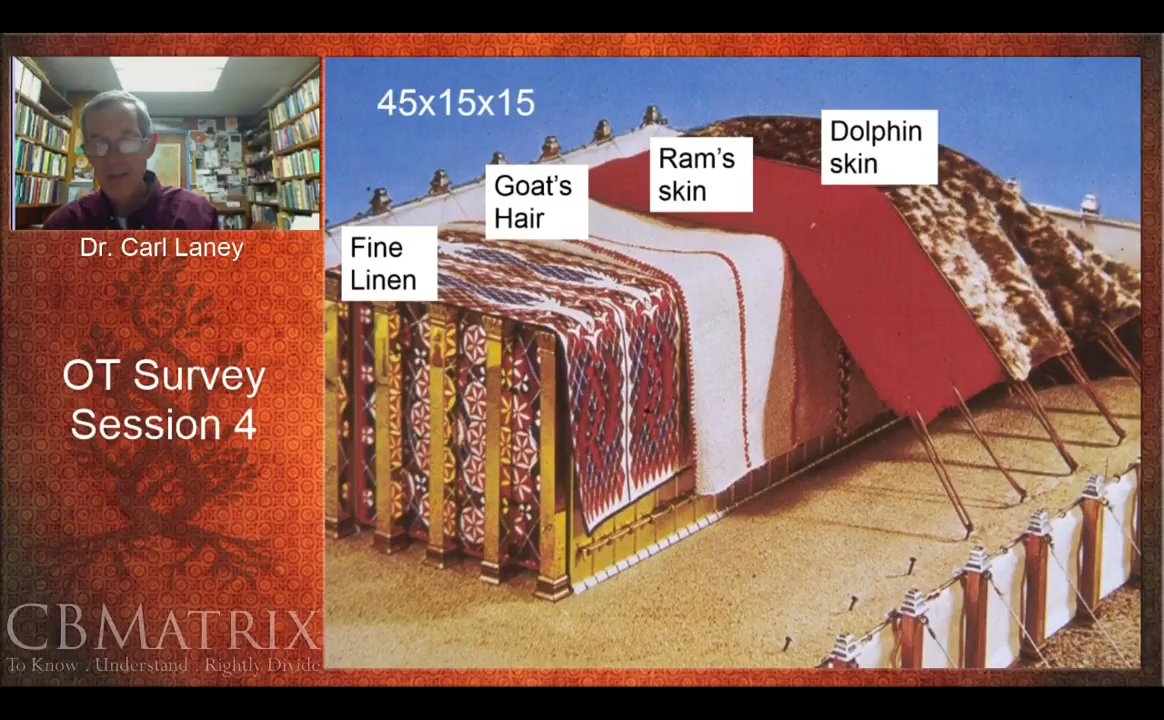 Dr. Carl Laney
OT Survey
Session 4
CBMATRIX
To Know . Understand . Rightly Divide
45x15x15
Fine
Linen
Goat's
Hair
Ram's
skin
Dolphin
skin